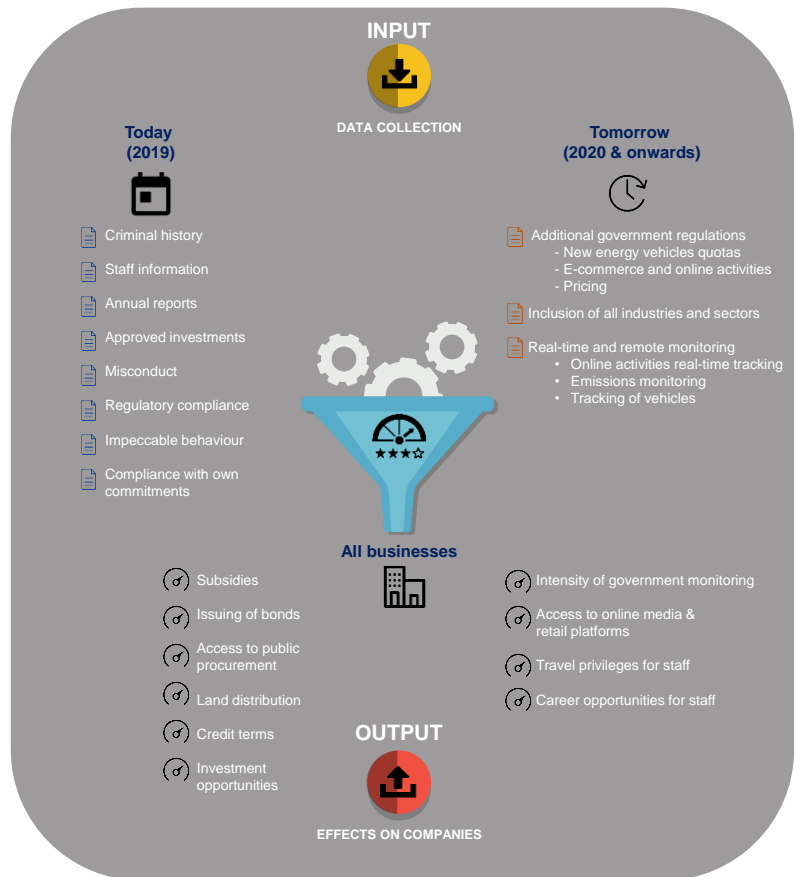 INPUT
DATA COLLECTION
Today
(2019)
Criminal history
Staff information
Annual reports
Approved investments
Misconduct
Regulatory compliance
Impeccable behaviour
Compliance with own
commitments
Tomorrow
(2020 & onwards)
Additional government regulations
- New energy vehicles quotas
- E-commerce and online activities
- Pricing
Inclusion of all industries and sectors
Real-time and remote monitoring
• Online activities real-time tracking
• Emissions monitoring
• Tracking of vehicles
All businesses
Subsidies
Issuing of bonds
Access to public
procurement
Land distribution
Credit terms
Investment
opportunities
Intensity of government monitoring
Access to online media &
retail platforms
Travel privileges for staff
Career opportunities for staff
OUTPUT
EFFECTS ON COMPANIES